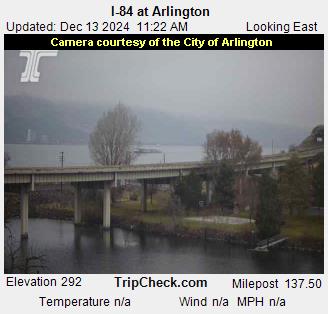 I-84 at Arlington
Updated: Dec 13 2024 11:22 AM Looking East
Camera courtesy of the City of Arlington
Elevation 292 TripCheck.com Milepost 137.50
Temperature n/a Wind n/a MPH n/a